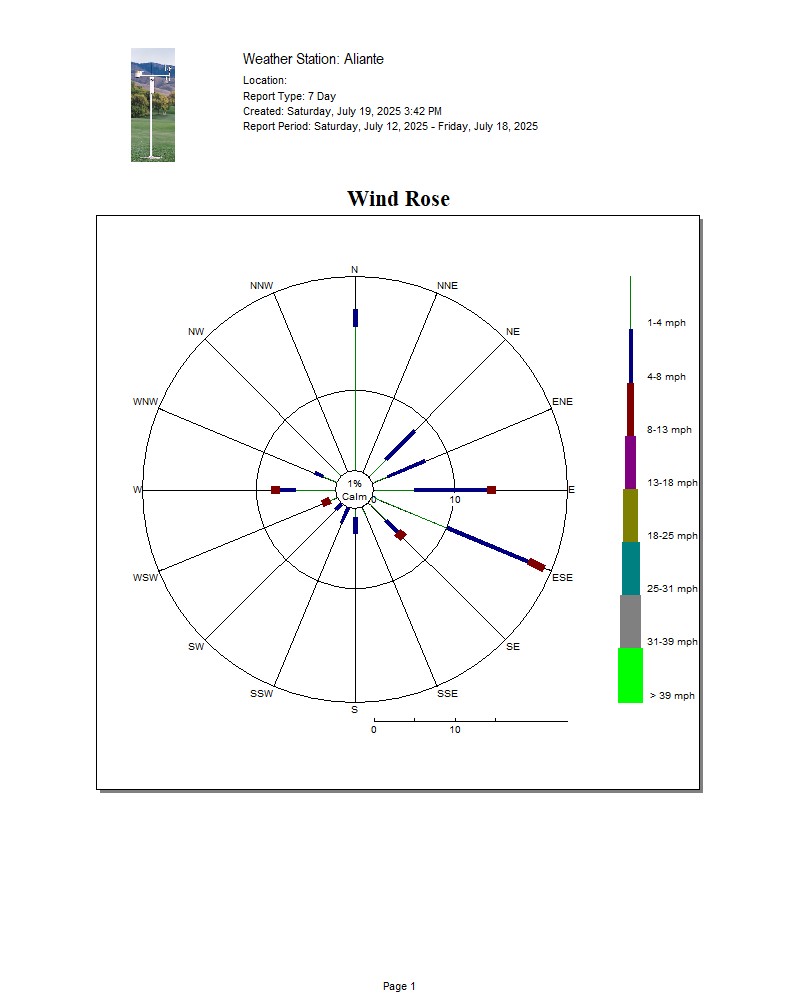 Weather Station: Aliante
Location:
Report Type: 7 Day
Created: Saturday, July 19, 2025 3:42 PM
Report Period: Saturday, July 12, 2025 - Friday, July 18, 2025
Wind Rose
N
NNW
NNE
NW
NE
WNW
ENE
1%
Calm
W
0
10
E
WSW
ESE
SW
SE
SSW
SSE
S
0
10
1-4 mph
4-8 mph
8-13 mph
13-18 mph
18-25 mph
25-31 mph
31-39 mph
> 39 mph
Page 1